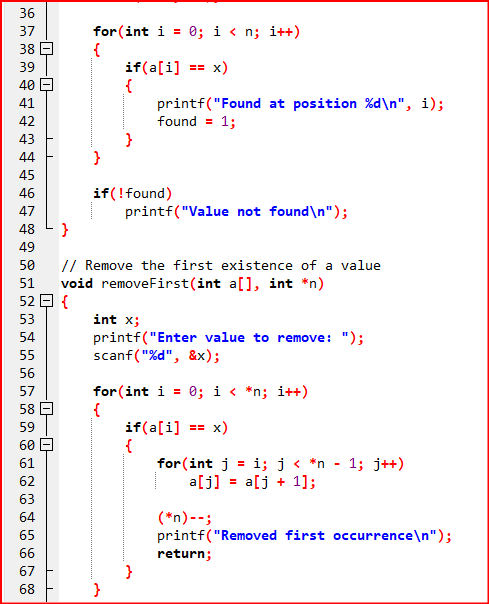 36
37 for(int i = 0; i < n; i++)
38 {
39 if(a[i] == x)
40 {
41 printf("Found at position %d\n", i);
42 found = 1;
43 }
44 }
45
46 if(!found)
47 printf("Value not found\n");
48 }
49
50 // Remove the first existence of a value
51 void removeFirst(int a[], int *n)
52 {
53 int x;
54 printf("Enter value to remove: ");
55 scanf("%d", &x);
56
57 for(int i = 0; i < *n; i++)
58 {
59 if(a[i] == x)
60 {
61 for(int j = i; j < *n - 1; j++)
62 a[j] = a[j + 1];
63
64 (*n)--;
65 printf("Removed first occurrence\n");
66 return;
67 }
68 }